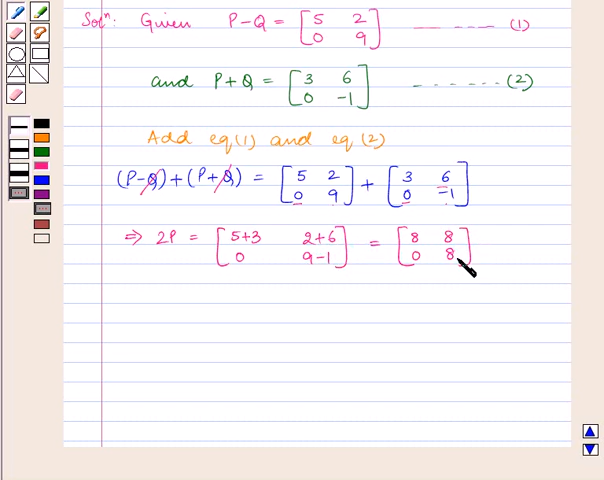 Solⁿ: Given P-Q = [5 2 -------- (1)
0 9]
and P+Q = [3 6 ------- (2)
0 -1]
Add eq(1) and eq(2)
(P-Q)+(P+Q) = [5 2 + [3 6
0 9] 0 -1]
⇒ 2P = [5+3 2+6 = [8 8
0 9-1] 0 8]